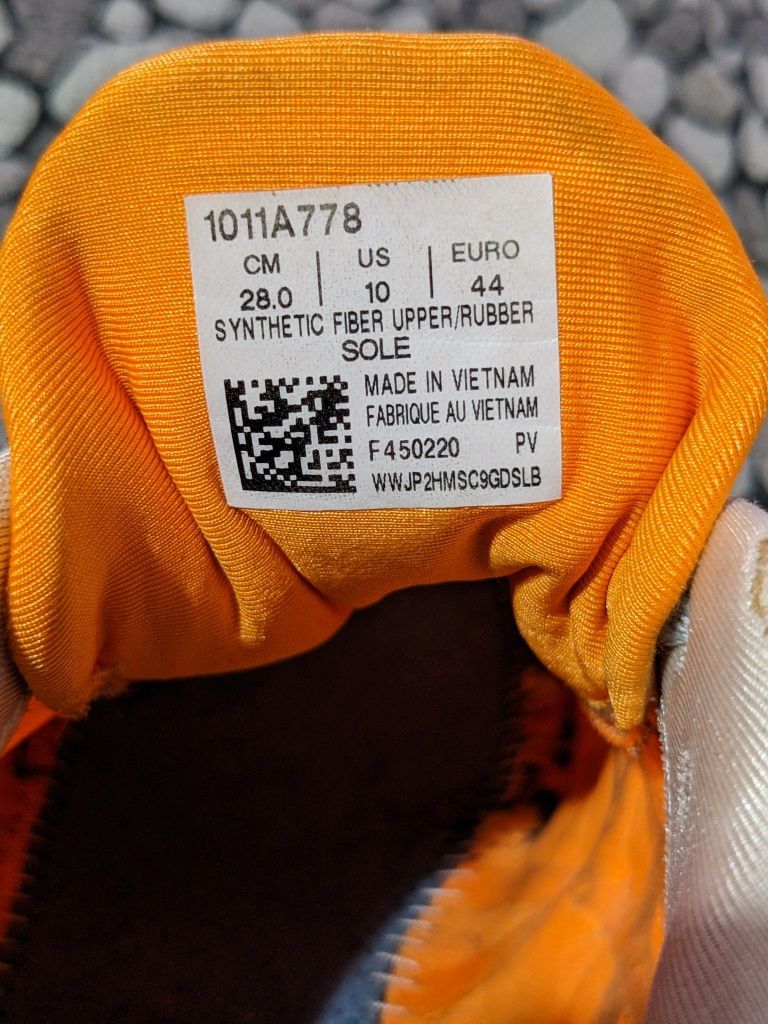 1011A778
CM | US | EURO
28.0 | 10 | 44
SYNTHETIC FIBER UPPER/RUBBER
SOLE
MADE IN VIETNAM
FABRIQUE AU VIETNAM
F450220 PV
WWJP2HMSC9GDSLB